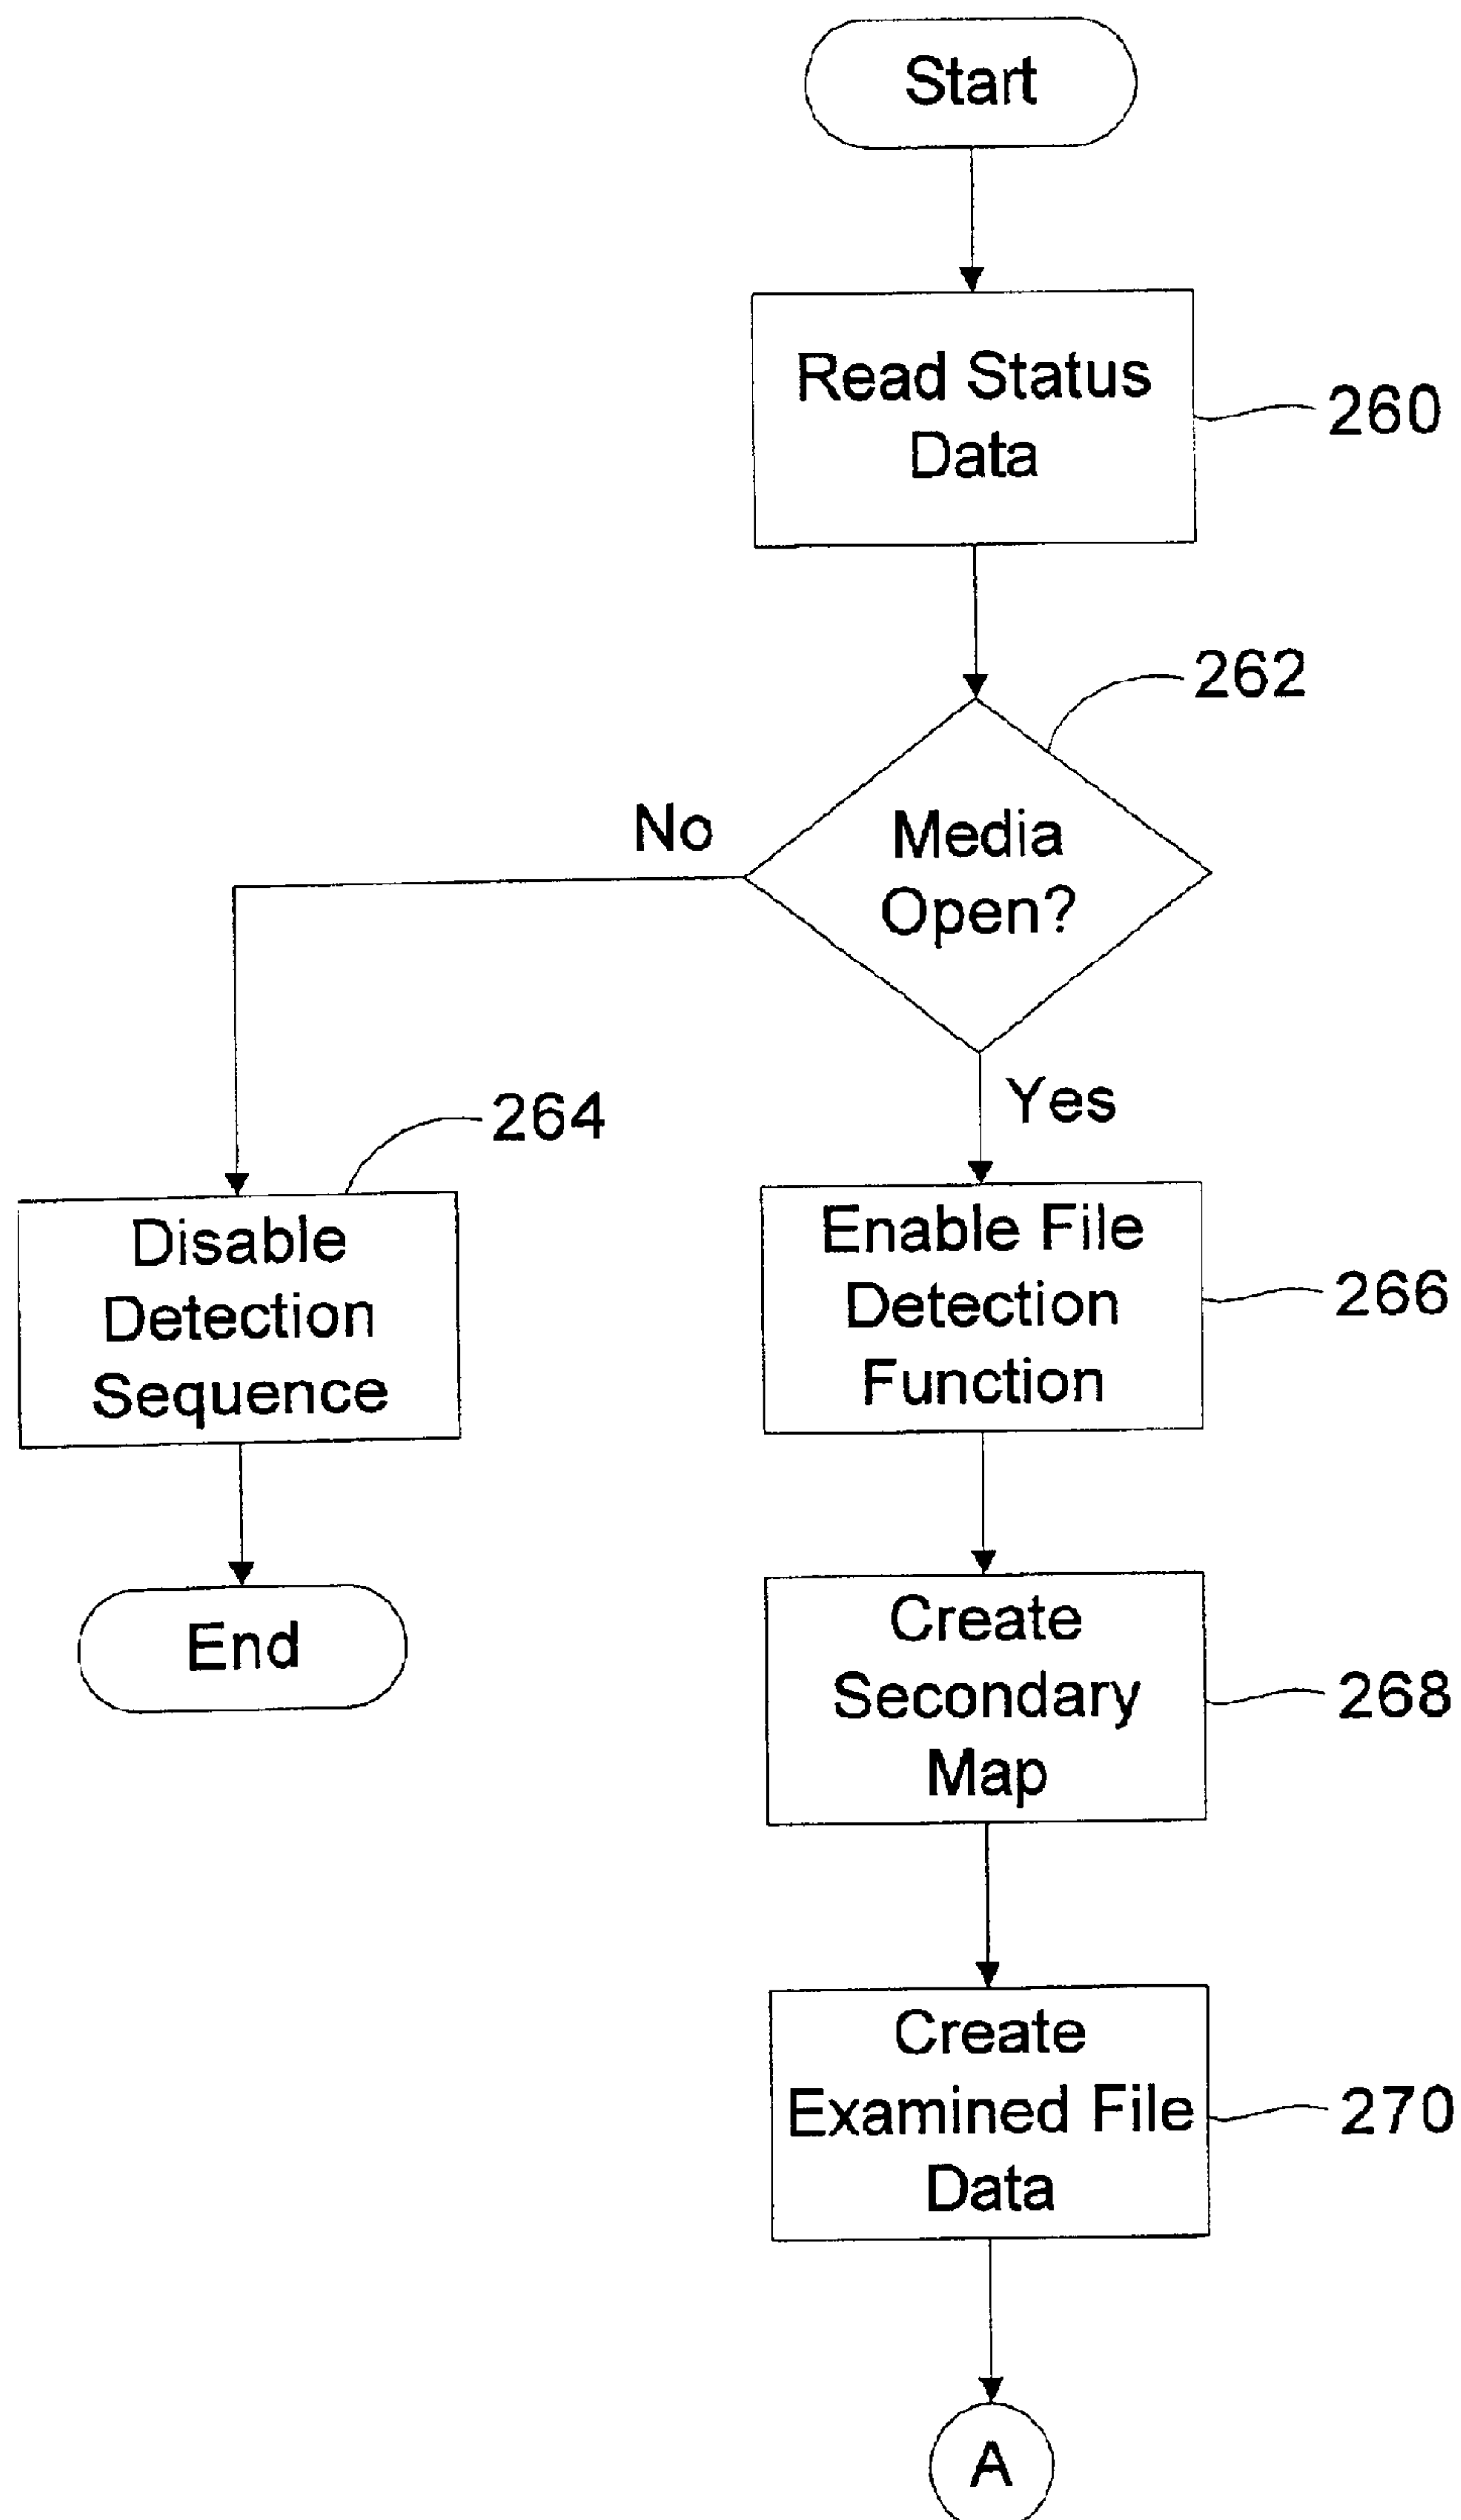 Start
Read Status
Data
260
262
Media
Open?
No
Yes
264
Disable
Detection
Sequence
Enable File
Detection
Function
266
End
Create
Secondary
Map
268
Create
Examined File
Data
270
A